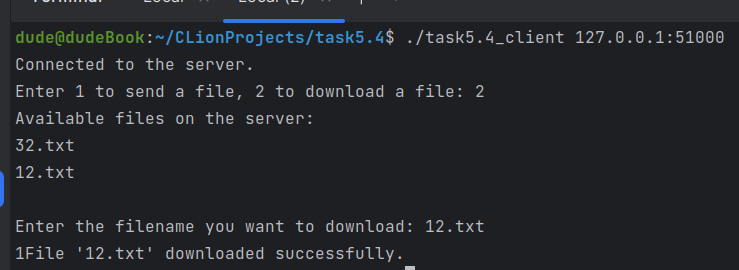 dude@dudeBook:~/CLionProjects/task5.4$ ./task5.4_client 127.0.0.1:51000
Connected to the server.
Enter 1 to send a file, 2 to download a file: 2
Available files on the server:
32.txt
12.txt
Enter the filename you want to download: 12.txt
1File '12.txt' downloaded successfully.